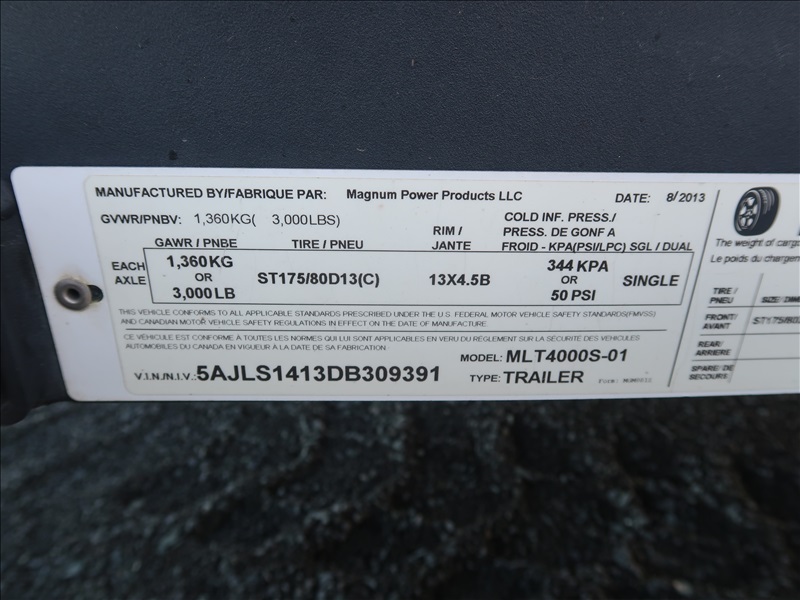 MANUFACTURED BY/FABRIQUE PAR: Magnum Power Products LLC DATE: 8/2013
GVWR/PNBV: 1,360KG( 3,000LBS)
GAWR / PNBE TIRE / PNEU RIM / JANTE COLD INF. PRESS./ PRESS. DE GONF A FROID - KPA(PSI/LPC) SGL / DUAL
EACH AXLE 1,360KG OR 3,000LB ST175/80D13(C) 13X4.5B 344 KPA OR 50 PSI SINGLE
THIS VEHICLE CONFORMS TO ALL APPLICABLE STANDARDS PRESCRIBED UNDER THE U.S. FEDERAL MOTOR VEHICLE SAFETY STANDARDS(FMVSS)
AND CANADIAN MOTOR VEHICLE SAFETY REGULATIONS IN EFFECT ON THE DATE OF MANUFACTURE
CE VÉHICULE EST CONFORME À TOUTES LES NORMES QUI LUI SONT APPLICABLES EN VERU DU RÈGLEMENT SUR LA SÉCURITÉ DES VÉHICULES
AUTOMOBILES DU CANADA EN VIGUEUR À LA DATE DE SA FABRICATION
MODEL: MLT4000S-01
V.I.N./N.I.V.: 5AJLS1413DB309391 TYPE: TRAILER
The weight of cargo
Le poids du chargem
TIRE / PNEU
FRONT/ AVANT ST175/80
REAR/ ARRIERE
SPARE/ DE SECOURS